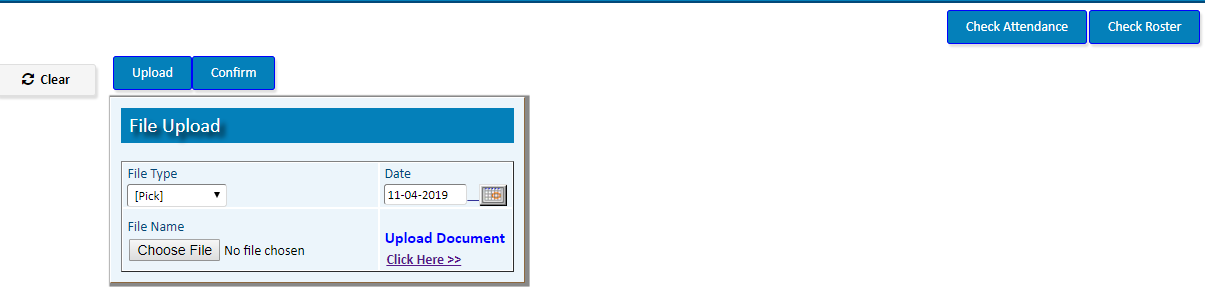 Check Attendance
Check Roster
Clear
Upload
Confirm
File Upload
File Type
Date
[Pick]
11-04-2019
File Name
Upload Document
Choose File No file chosen
Click Here >>